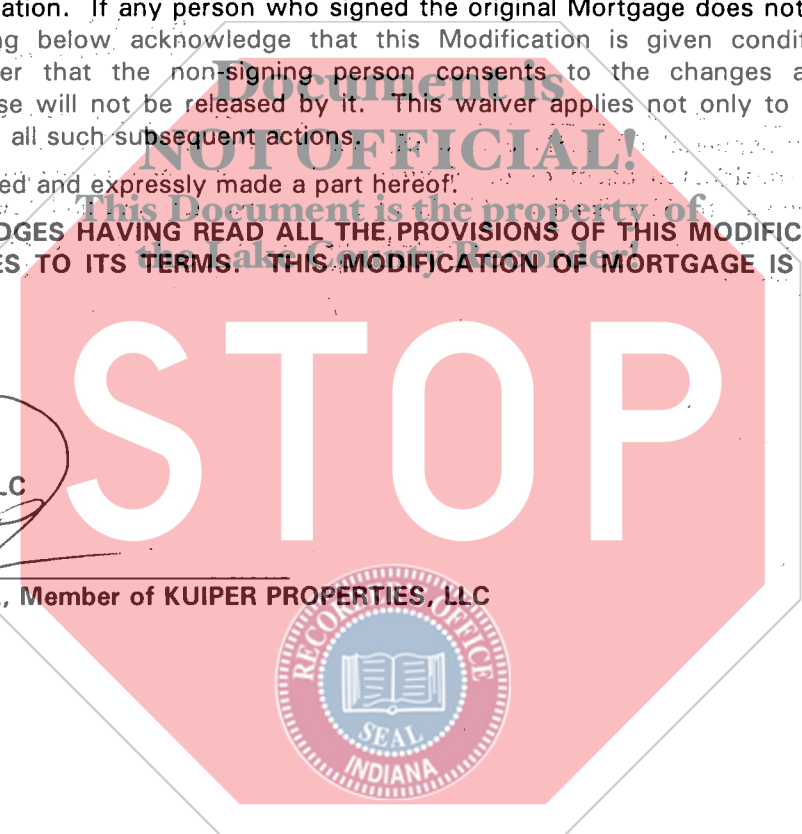 ation. If any person who signed the original Mortgage does not
ng below acknowledge that this Modification is given condit
er that the non-signing person consents to the changes a
se will not be released by it. This waiver applies not only to
all such subsequent actions.
ed and expressly made a part hereof.
DGES HAVING READ ALL THE PROVISIONS OF THIS MODIFIC
ES TO ITS TERMS. THIS MODIFICATION OF MORTGAGE IS
Document is
NOT OFFICIAL!
This Document is the property of
the Lake County Recorder!
STOP
LC
, Member of KUIPER PROPERTIES, LLC
RECORDER'S OFFICE
SEAL
INDIANA